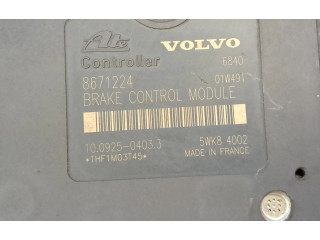 Ate VOLVO
Controller 6840
8671224 01W491
BRAKE CONTROL MODULE
10.0925-0403.3 5WK8 4002
*1HF1M03T45* MADE IN FRANCE